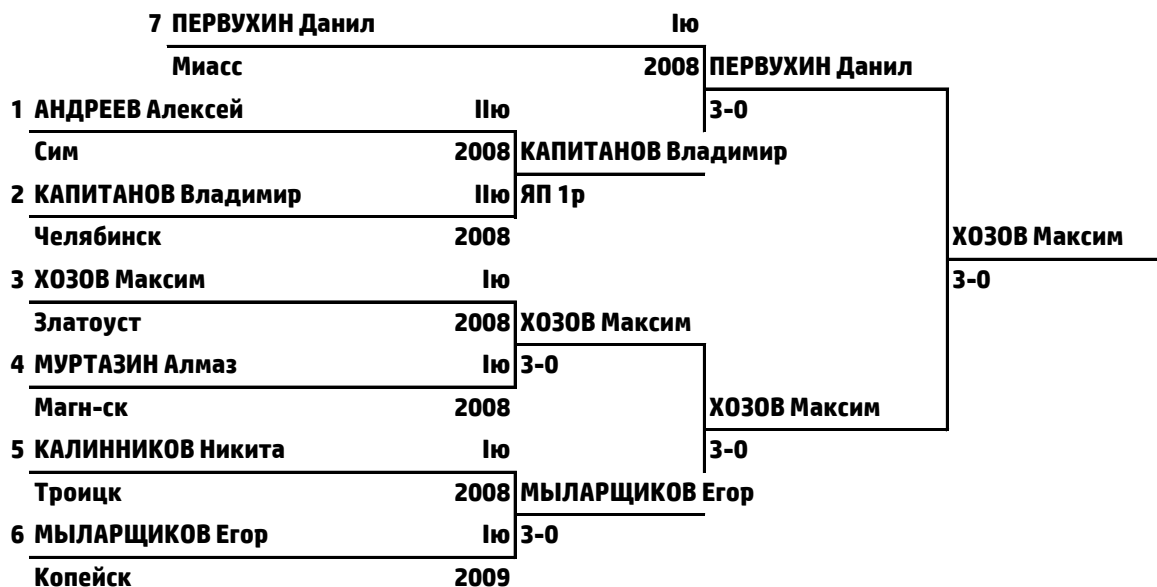 7 ПЕРВУХИН Данил Iю
Миасс 2008 ПЕРВУХИН Данил
1 АНДРЕЕВ Алексей IIю 3-0
Сим 2008 КАПИТАНОВ Владимир
2 КАПИТАНОВ Владимир IIю ЯП 1р
Челябинск 2008 ХОЗОВ Максим
3 ХОЗОВ Максим Iю 3-0
Златоуст 2008 ХОЗОВ Максим
4 МУРТАЗИН Алмаз Iю 3-0
Магн-ск 2008 ХОЗОВ Максим
5 КАЛИННИКОВ Никита Iю 3-0
Троицк 2008 МЫЛАРЩИКОВ Егор
6 МЫЛАРЩИКОВ Егор Iю 3-0
Копейск 2009